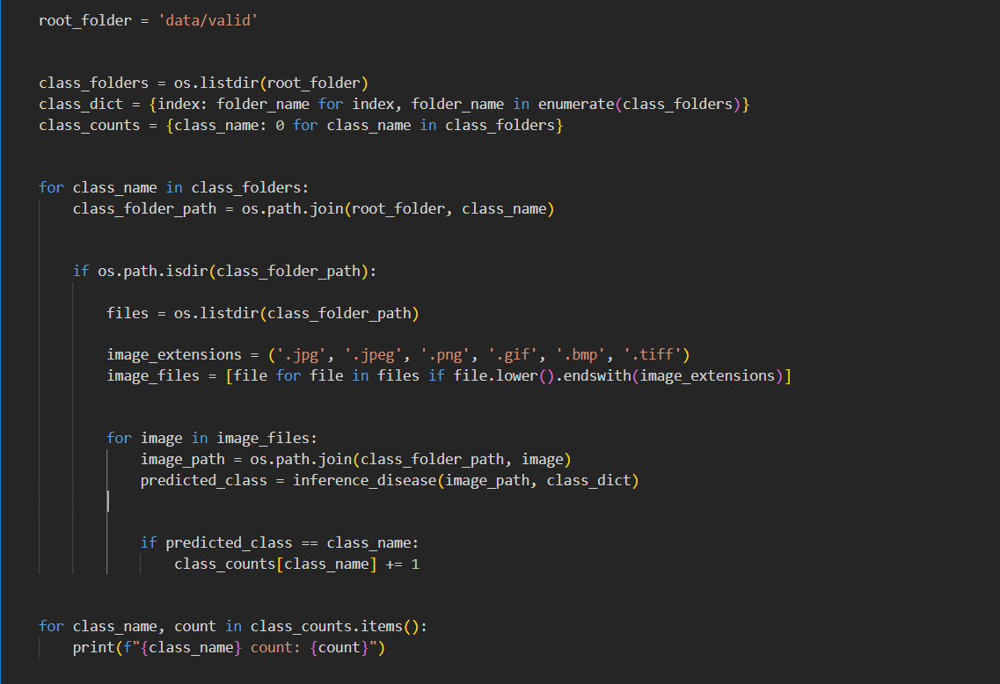 root_folder = 'data/valid'
class_folders = os.listdir(root_folder)
class_dict = {index: folder_name for index, folder_name in enumerate(class_folders)}
class_counts = {class_name: 0 for class_name in class_folders}
for class_name in class_folders:
    class_folder_path = os.path.join(root_folder, class_name)
    if os.path.isdir(class_folder_path):
        files = os.listdir(class_folder_path)
        image_extensions = ('.jpg', '.jpeg', '.png', '.gif', '.bmp', '.tiff')
        image_files = [file for file in files if file.lower().endswith(image_extensions)]
        for image in image_files:
            image_path = os.path.join(class_folder_path, image)
            predicted_class = inference_disease(image_path, class_dict)
            if predicted_class == class_name:
                class_counts[class_name] += 1
for class_name, count in class_counts.items():
    print(f"{class_name} count: {count}")